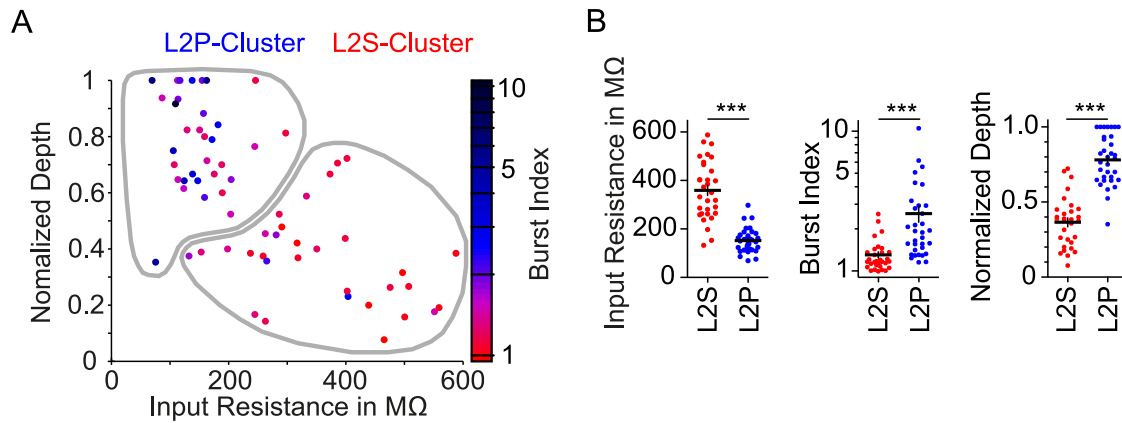 A
L2P-Cluster L2S-Cluster
Nomalized Depth
1
0.8
0.6
0.4
0.2
0
0 200 400 600
Input Resistance in MΩ
10
5
1
Burst Index
B
Input Resistance in MΩ
600
400
200
0
***
L2S L2P
Burst Index
10
5
1
***
L2S L2P
Normalized Depth
1.0
0.5
0
***
L2S L2P